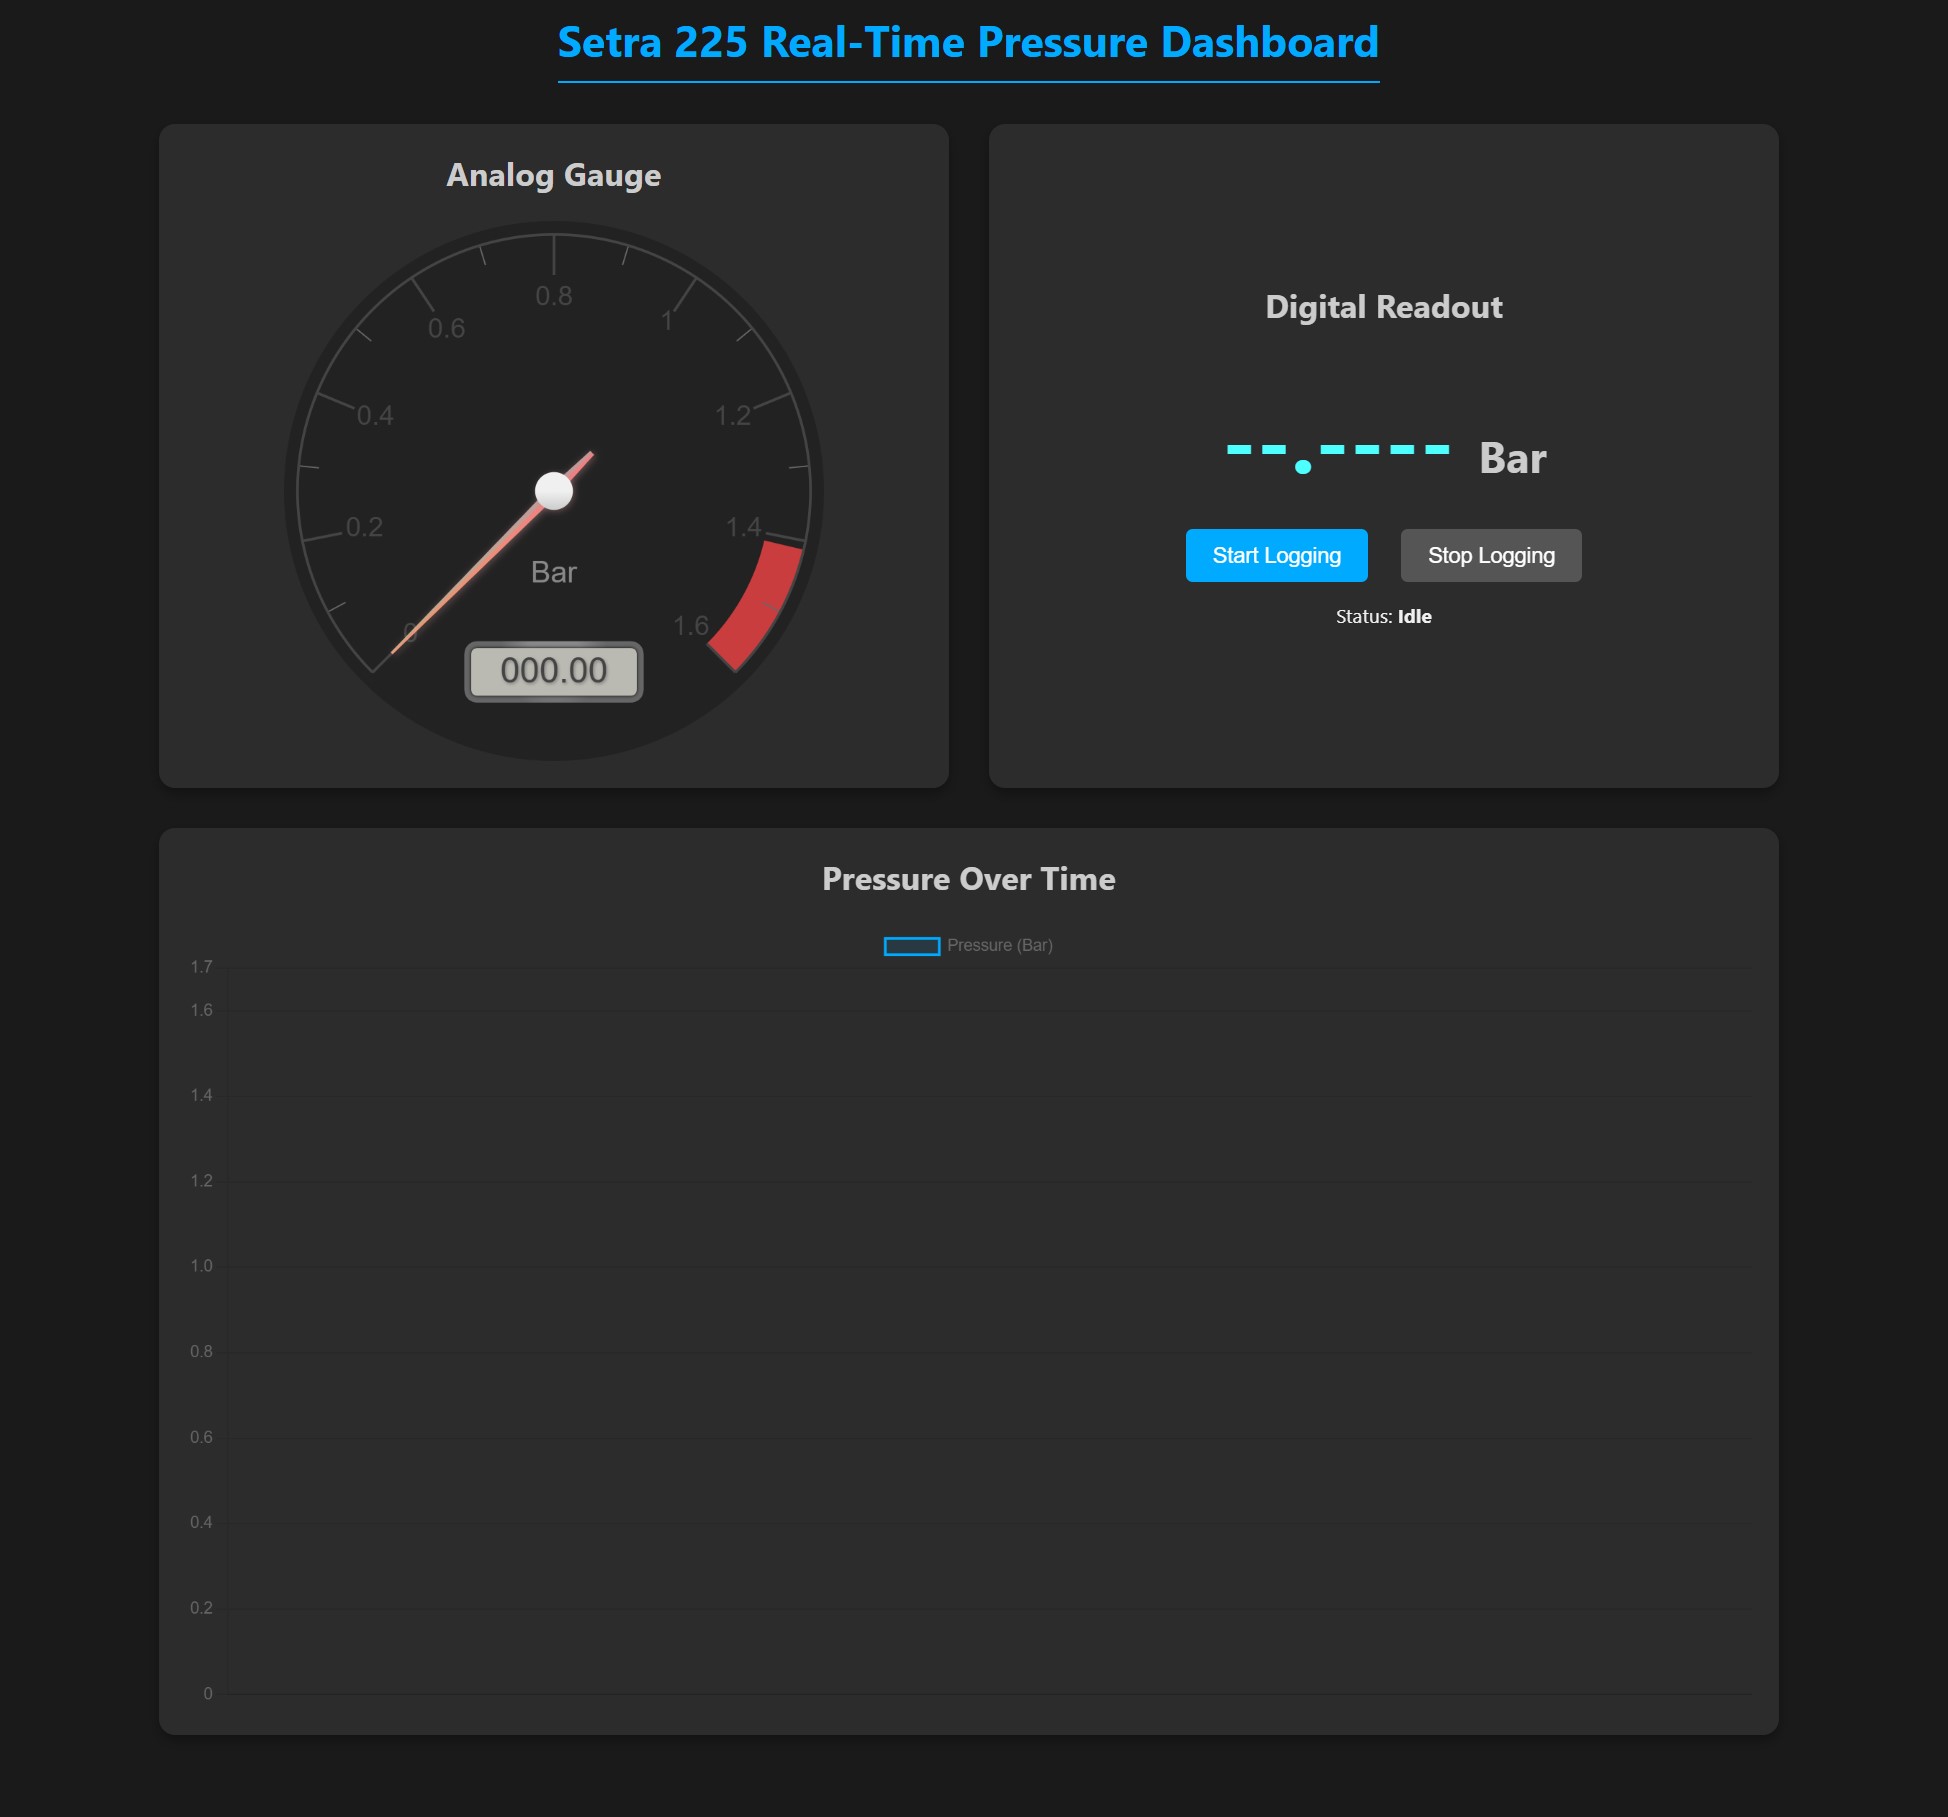 Setra 225 Real-Time Pressure Dashboard
Analog Gauge
0
0.2
0.4
0.6
0.8
1
1.2
1.4
1.6
Bar
000.00
Digital Readout
--.---- Bar
Start Logging
Stop Logging
Status: Idle
Pressure Over Time
Pressure (Bar)
1.7
1.6
1.4
1.2
1.0
0.8
0.6
0.4
0.2
0